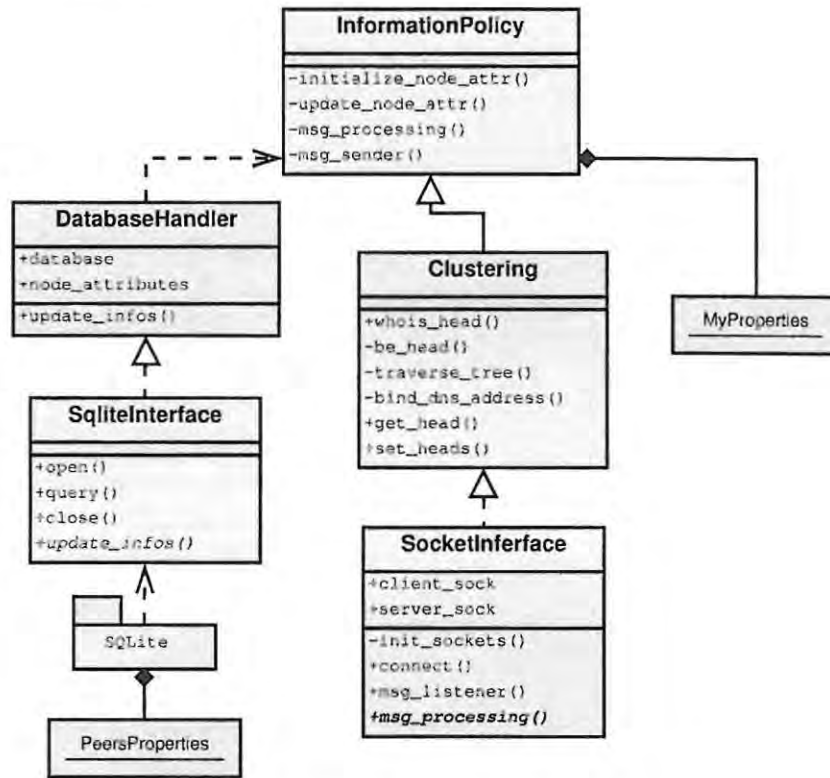 InformationPolicy
-initialize_node_attr()
-update_node_attr()
-msg_processing()
-msg_sender()
DatabaseHandler
+database
+node_attributes
+update_infos()
Clustering
+whois_head()
-be_head()
-traverse_tree()
-bind_dns_address()
+get_head()
+set_heads()
MyProperties
SqliteInterface
+open()
+query()
+close()
+update_infos()
SocketInferface
+client_sock
+server_sock
-init_sockets()
+connect()
+msg_listener()
+msg_processing()
SQLite
PeersProperties